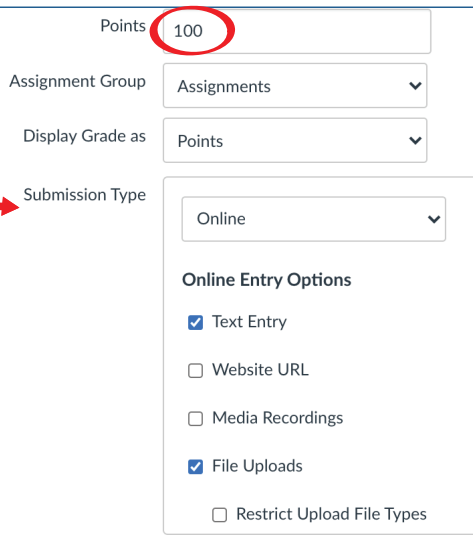 Points 100
Assignment Group Assignments
Display Grade as Points
Submission Type
Online
Online Entry Options
Text Entry
Website URL
Media Recordings
File Uploads
Restrict Upload File Types